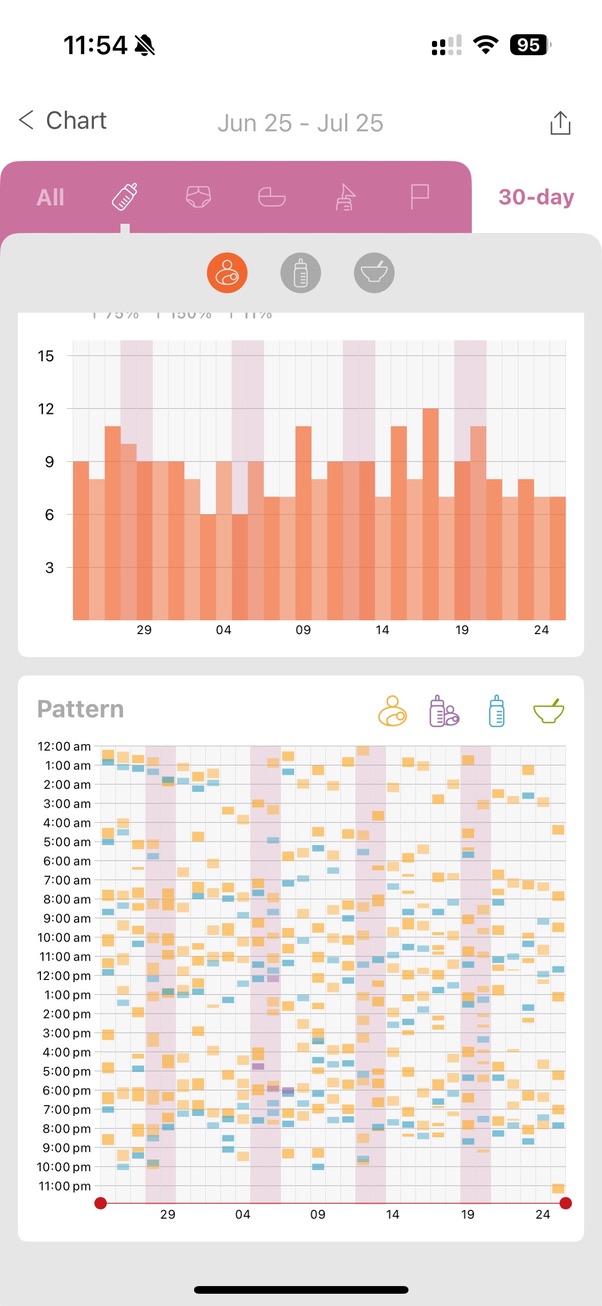 11:54
95
Chart
Jun 25 - Jul 25
All
30-day
↑ 75% ↑ 150% ↑ 11%
15
12
9
6
3
29 04 09 14 19 24
Pattern
12:00 am
1:00 am
2:00 am
3:00 am
4:00 am
5:00 am
6:00 am
7:00 am
8:00 am
9:00 am
10:00 am
11:00 am
12:00 pm
1:00 pm
2:00 pm
3:00 pm
4:00 pm
5:00 pm
6:00 pm
7:00 pm
8:00 pm
9:00 pm
10:00 pm
11:00 pm
29 04 09 14 19 24